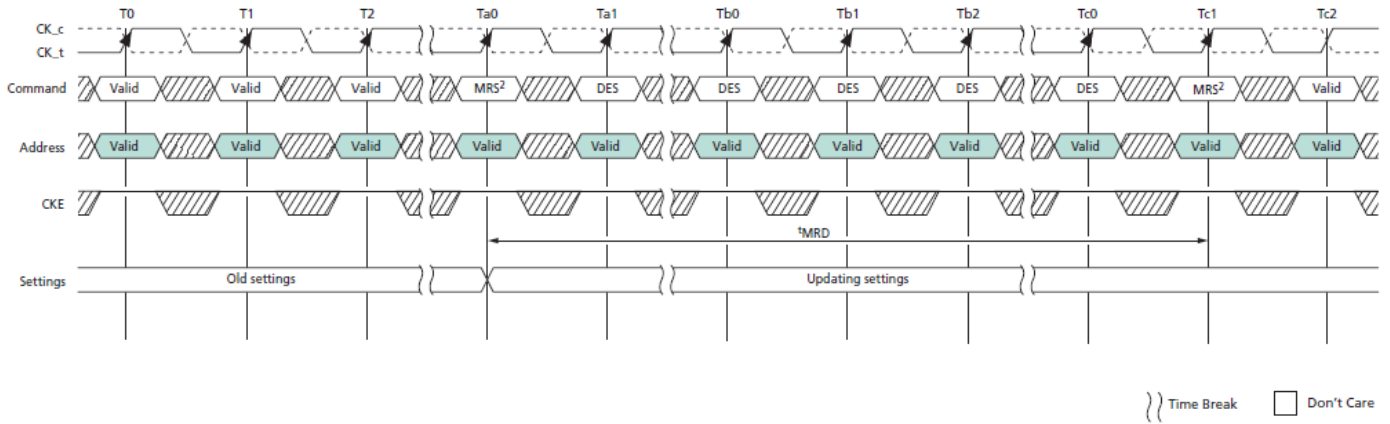 T0 T1 T2 Ta0 Ta1 Tb0 Tb1 Tb2 Tc0 Tc1 Tc2
CK_c
CK_t
Command Valid Valid Valid MRS² DES DES DES DES DES MRS² Valid
Address Valid Valid Valid Valid Valid Valid Valid Valid Valid Valid Valid
CKE
ᵗMRD
Settings Old settings Updating settings
Time Break Don't Care